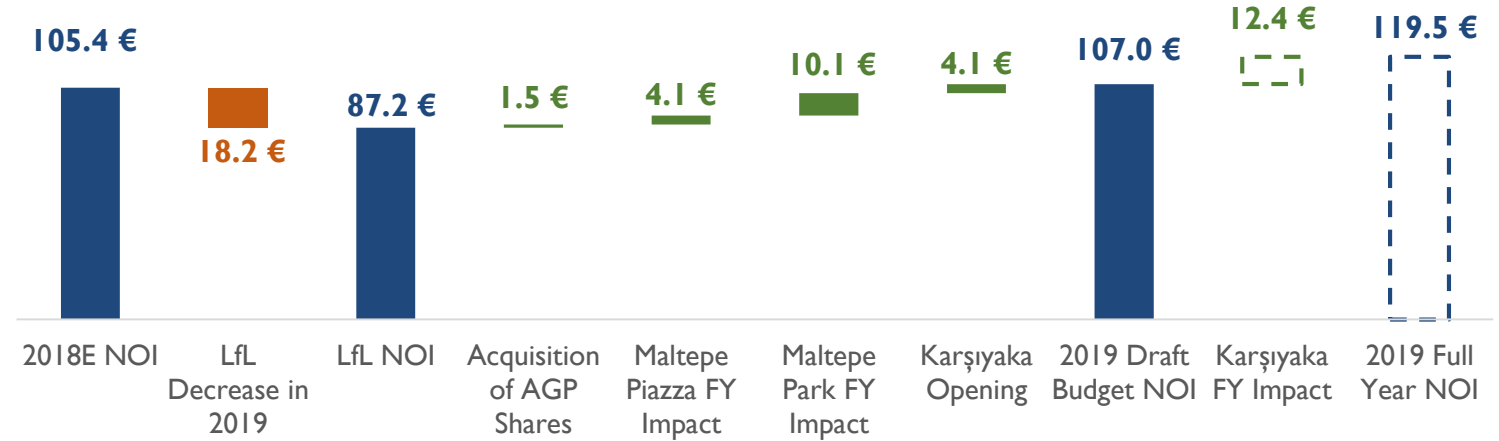 105.4 €
18.2 €
87.2 €
1.5 €
4.1 €
10.1 €
4.1 €
107.0 €
12.4 €
119.5 €
2018E NOI
LfL
Decrease in
2019
LfL NOI
Acquisition
of AGP
Shares
Maltepe
Piazza FY
Impact
Maltepe
Park FY
Impact
Karşıyaka
Opening
2019 Draft
Budget NOI
Karşıyaka
FY Impact
2019 Full
Year NOI